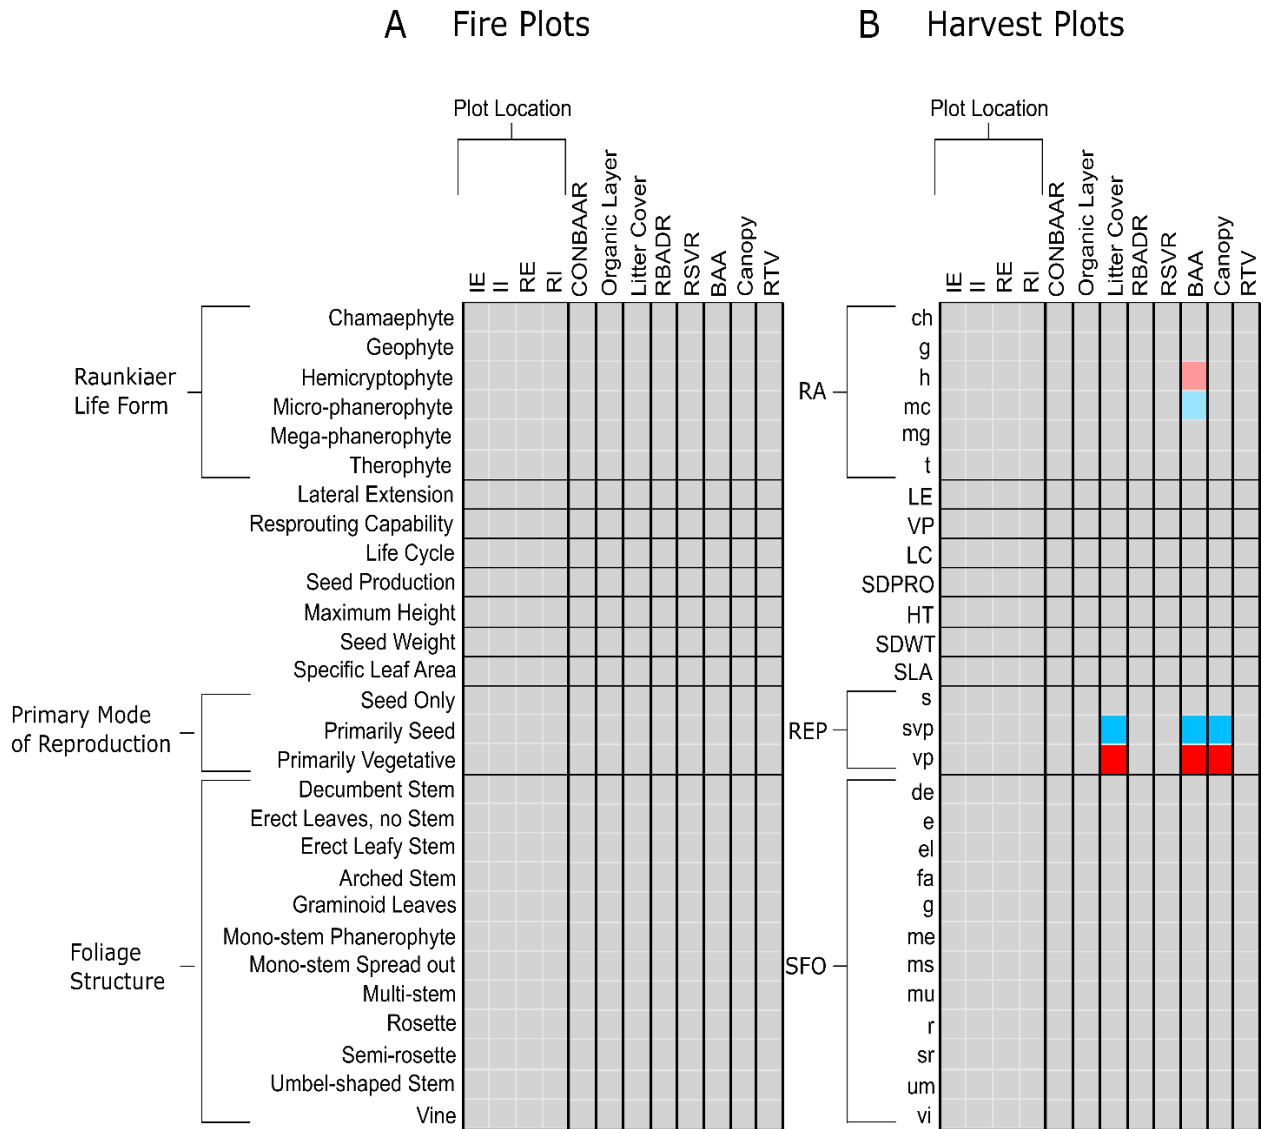 A Fire Plots
B Harvest Plots
Plot Location
Plot Location
IE
II
RE
RI
CONBAAR
Organic Layer
Litter Cover
RBADR
RSVR
BAA
Canopy
RTV
IE
II
RE
RI
CONBAAR
Organic Layer
Litter Cover
RBADR
RSVR
BAA
Canopy
RTV
Raunkiaer
Life Form
Chamaephyte
Geophyte
Hemicryptophyte
Micro-phanerophyte
Mega-phanerophyte
Therophyte
Lateral Extension
Resprouting Capability
Life Cycle
Seed Production
Maximum Height
Seed Weight
Specific Leaf Area
Primary Mode
of Reproduction
Seed Only
Primarily Seed
Primarily Vegetative
Foliage
Structure
Decumbent Stem
Erect Leaves, no Stem
Erect Leafy Stem
Arched Stem
Graminoid Leaves
Mono-stem Phanerophyte
Mono-stem Spread out
Multi-stem
Rosette
Semi-rosette
Umbel-shaped Stem
Vine
RA
ch
g
h
mc
mg
t
LE
VP
LC
SDPRO
HT
SDWT
SLA
REP
s
svp
vp
SFO
de
e
el
fa
g
me
ms
mu
r
sr
um
vi